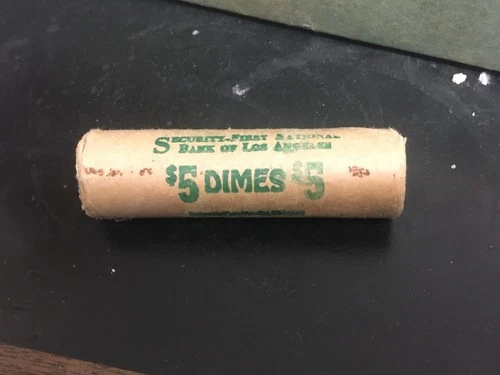 SECURITY-FIRST NATIONAL
BANK OF LOS ANGELES
$5 DIMES $5